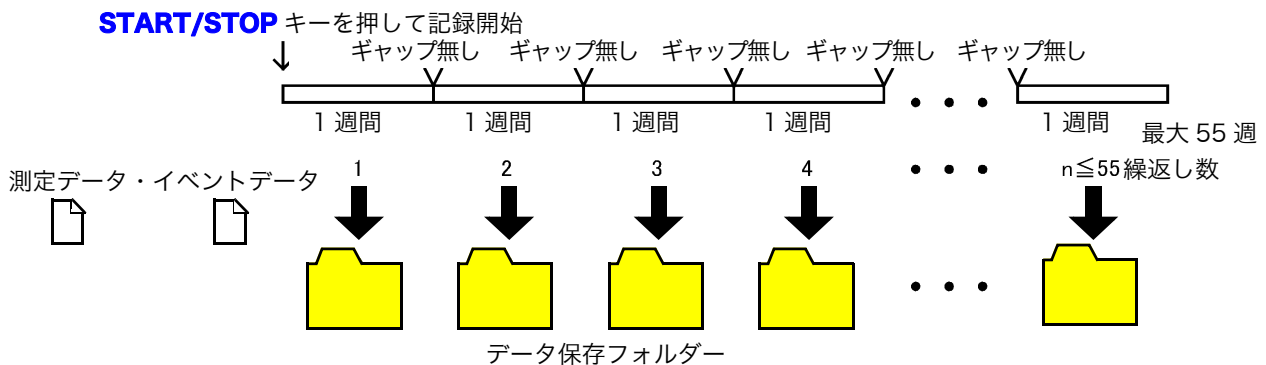 START/STOP キーを押して記録開始
ギャップ無し ギャップ無し ギャップ無し ギャップ無し ギャップ無し
1 週間 1 週間 1 週間 1 週間 1 週間
最大 55 週
1 2 3 4 n≦55繰返し数
測定データ・イベントデータ
データ保存フォルダー